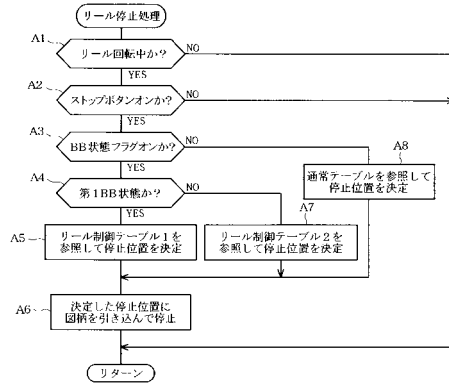 リール停止処理
A1
リール回転中か?
NO
YES
A2
ストップボタンオンか?
NO
YES
A3
BB状態フラグオンか?
NO
YES
A8
通常テーブルを参照して
停止位置を決定
A4
第1BB状態か?
NO
YES
A5
リール制御テーブル1を
参照して停止位置を決定
A7
リール制御テーブル2を
参照して停止位置を決定
A6
決定した停止位置に
図柄を引き込んで停止
リターン